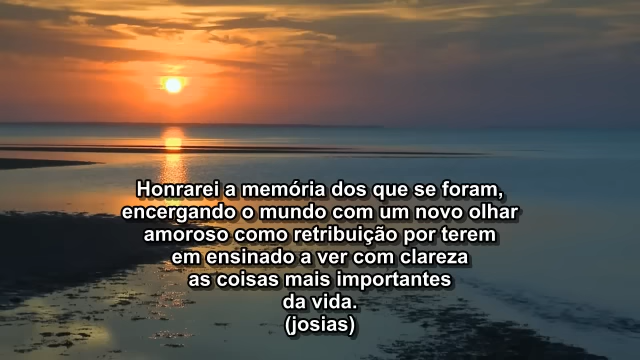 Honrarei a memória dos que se foram,
encergando o mundo com um novo olhar
amoroso como retribuição por terem
em ensinado a ver com clareza
as coisas mais importantes
da vida.
(josias)